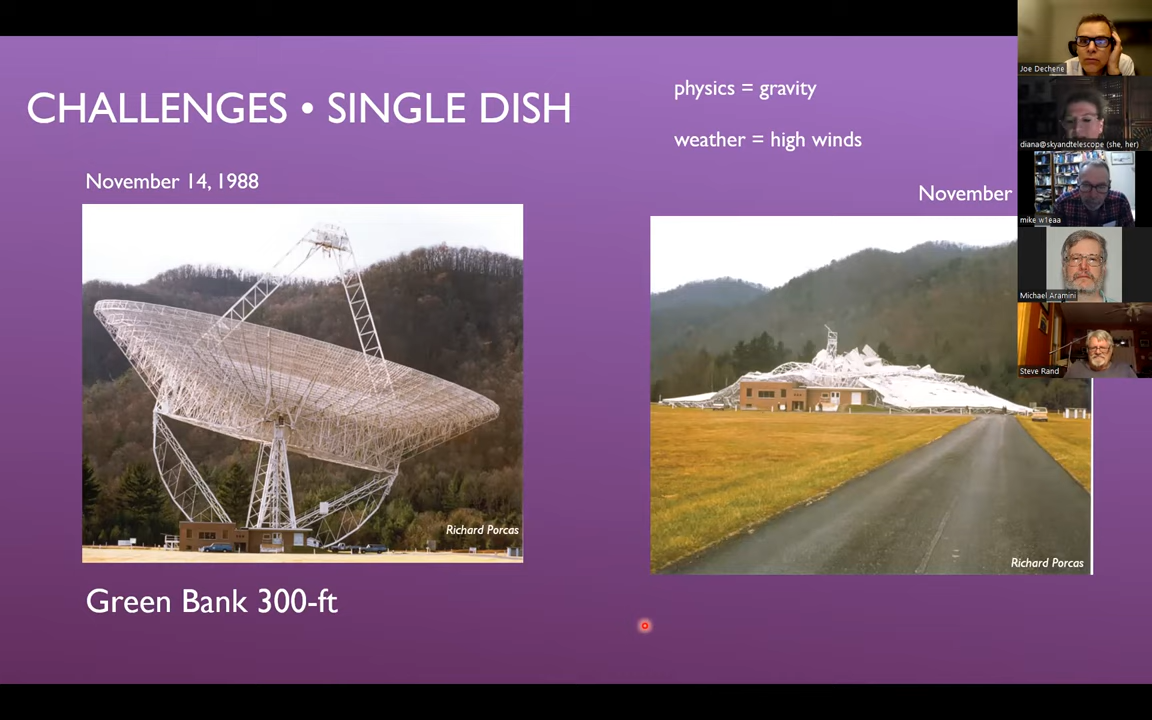 CHALLENGES • SINGLE DISH
physics = gravity
weather = high winds
November 14, 1988
November
Richard Porcas
Richard Porcas
Green Bank 300-ft
Joe Dechene
diana@skyandtelescope (she, her)
mike w1eaa
Michael Aramini
Steve Rand